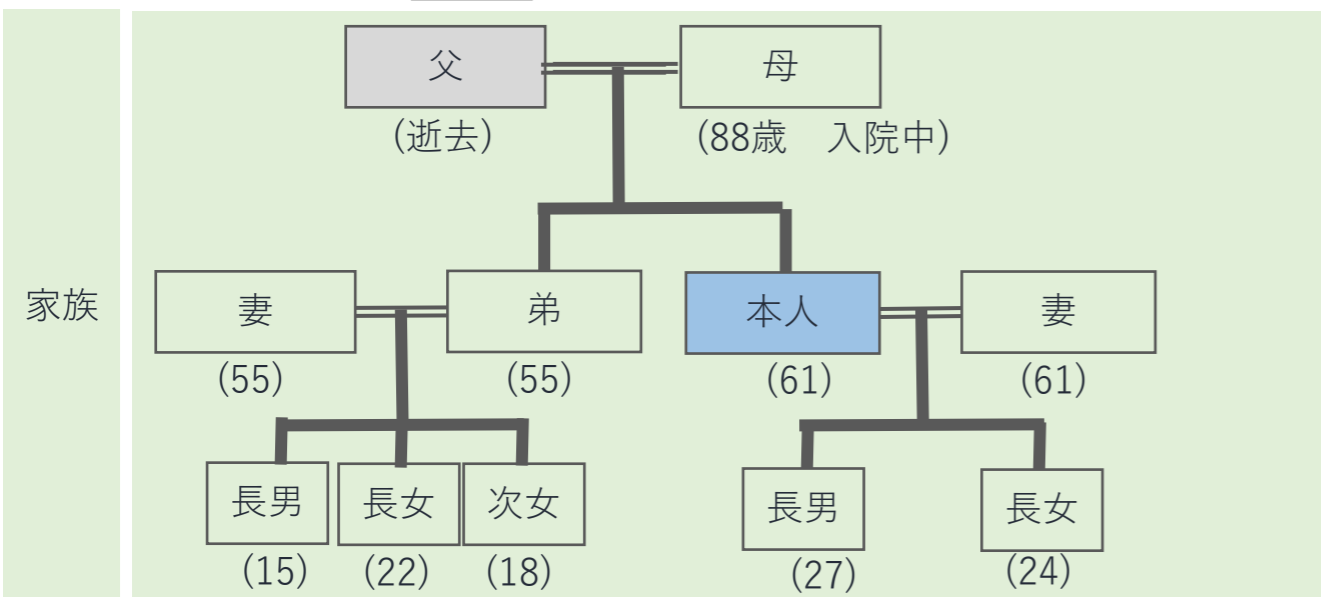 家族
父
母
(逝去)
(88歳　入院中)
妻
弟
本人
妻
(55)
(55)
(61)
(61)
長男
長女
次女
長男
長女
(15)
(22)
(18)
(27)
(24)